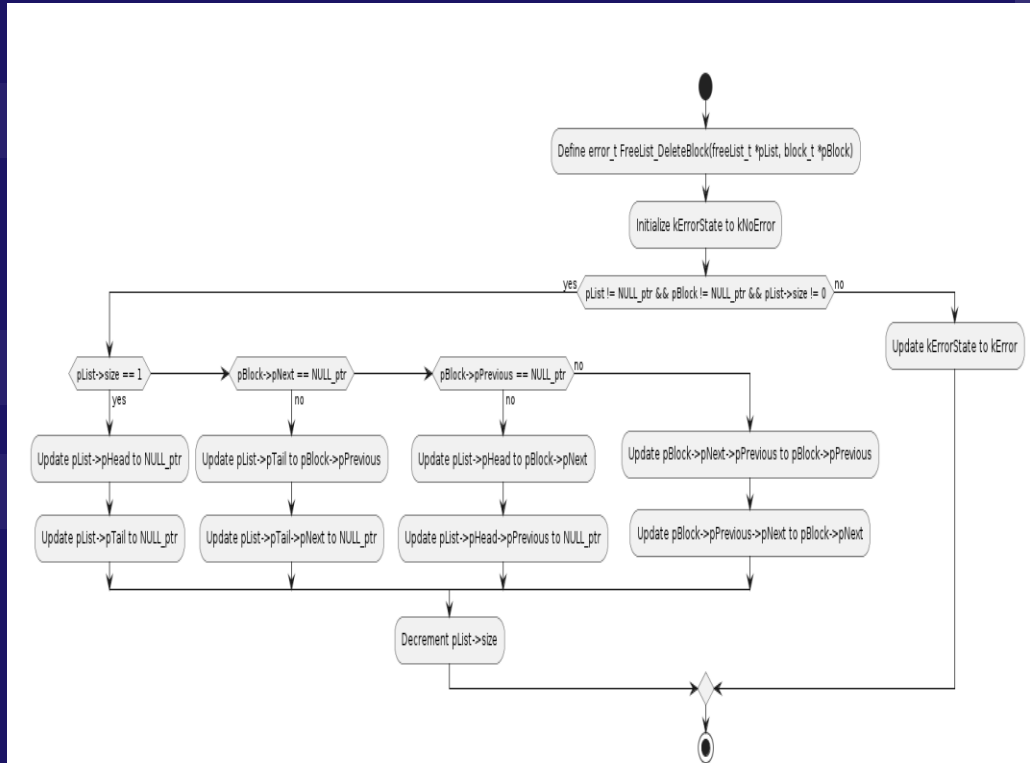 Define error_t FreeList_DeleteBlock(freeList_t *pList, block_t *pBlock)
Initialize kErrorState to kNoError
yes
pList != NULL_ptr && pBlock != NULL_ptr && pList->size != 0
no
Update kErrorState to kError
pList->size == 1
pBlock->pNext == NULL_ptr
pBlock->pPrevious == NULL_ptr
no
yes
no
no
Update pList->pHead to NULL_ptr
Update pList->pTail to pBlock->pPrevious
Update pList->pHead to pBlock->pNext
Update pBlock->pNext->pPrevious to pBlock->pPrevious
Update pList->pTail to NULL_ptr
Update pList->pTail->pNext to NULL_ptr
Update pList->pHead->pPrevious to NULL_ptr
Update pBlock->pPrevious->pNext to pBlock->pNext
Decrement pList->size